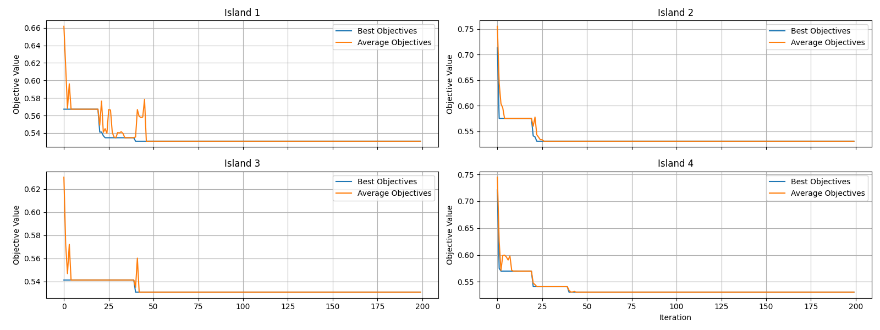 Island 1
Objective Value
0.66
0.64
0.62
0.60
0.58
0.56
0.54
Best Objectives
Average Objectives
Island 2
Objective Value
0.75
0.70
0.65
0.60
0.55
Best Objectives
Average Objectives
Island 3
Objective Value
0.62
0.60
0.58
0.56
0.54
Best Objectives
Average Objectives
0 25 50 75 100 125 150 175 200
Island 4
Objective Value
0.75
0.70
0.65
0.60
0.55
Best Objectives
Average Objectives
0 25 50 75 100 125 150 175 200
Iteration